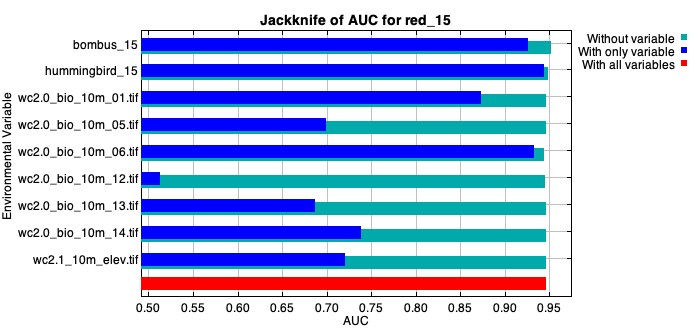 Jackknife of AUC for red_15
Without variable
With only variable
With all variables
Environmental Variable
bombus_15
hummingbird_15
wc2.0_bio_10m_01.tif
wc2.0_bio_10m_05.tif
wc2.0_bio_10m_06.tif
wc2.0_bio_10m_12.tif
wc2.0_bio_10m_13.tif
wc2.0_bio_10m_14.tif
wc2.1_10m_elev.tif
0.50 0.55 0.60 0.65 0.70 0.75 0.80 0.85 0.90 0.95
AUC